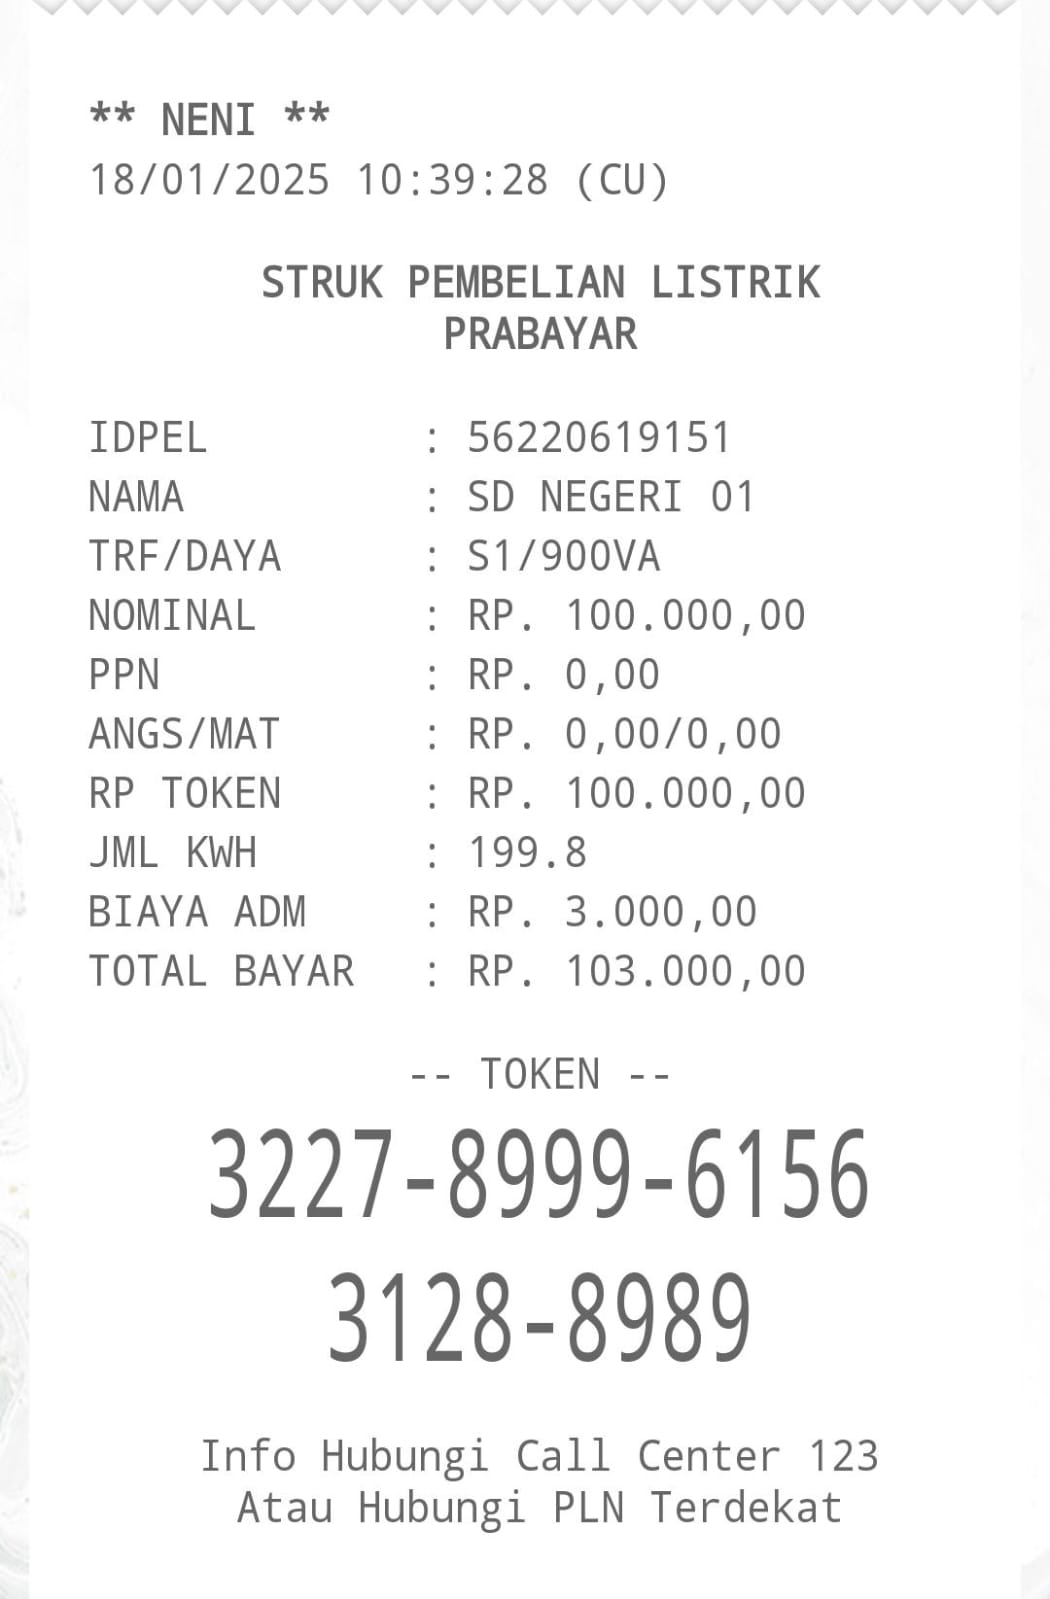 ** NENI **
18/01/2025 10:39:28 (CU)
STRUK PEMBELIAN LISTRIK
PRABAYAR
IDPEL : 56220619151
NAMA : SD NEGERI 01
TRF/DAYA : S1/900VA
NOMINAL : RP. 100.000,00
PPN : RP. 0,00
ANGS/MAT : RP. 0,00/0,00
RP TOKEN : RP. 100.000,00
JML KWH : 199.8
BIAYA ADM : RP. 3.000,00
TOTAL BAYAR : RP. 103.000,00
-- TOKEN --
3227-8999-6156
3128-8989
Info Hubungi Call Center 123
Atau Hubungi PLN Terdekat